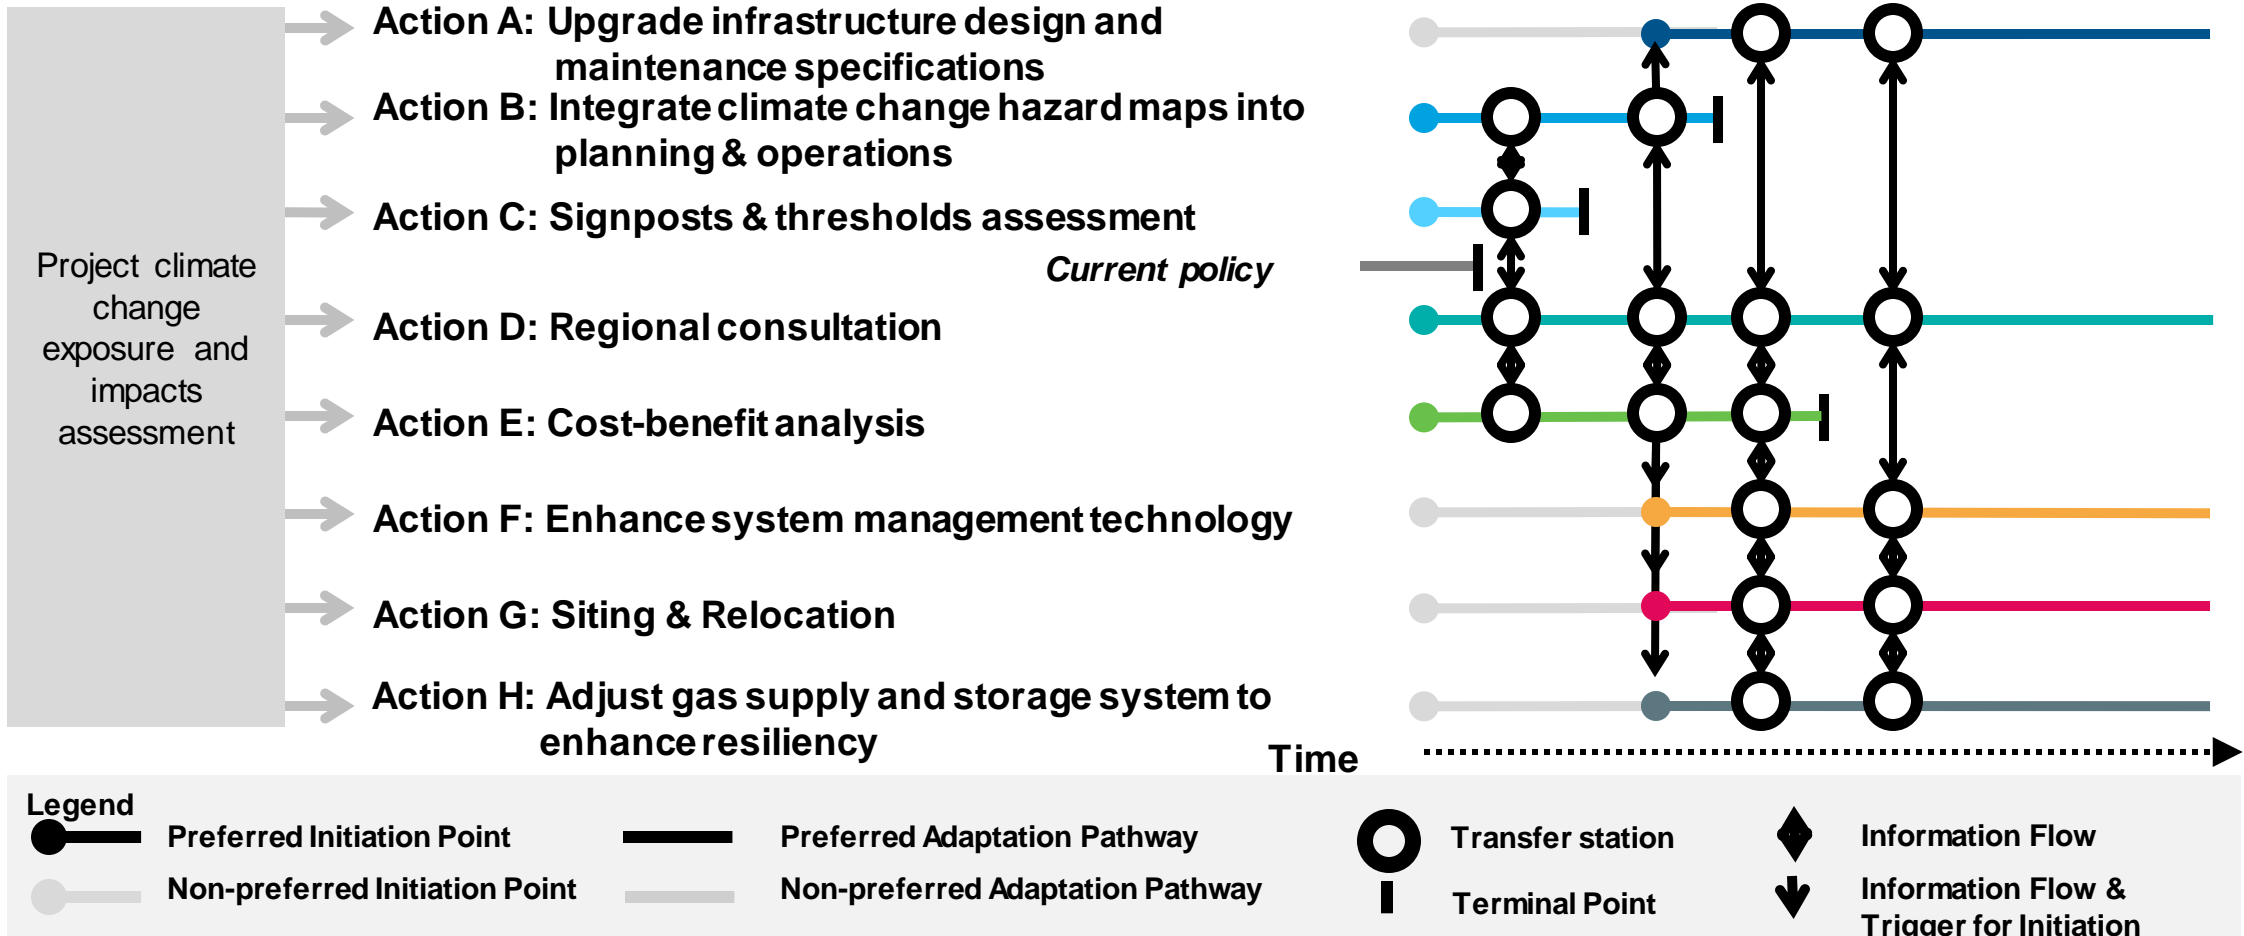 Project climate
change
exposure and
impacts
assessment
Action A: Upgrade infrastructure design and
maintenance specifications
Action B: Integrate climate change hazard maps into
planning & operations
Action C: Signposts & thresholds assessment
Current policy
Action D: Regional consultation
Action E: Cost-benefit analysis
Action F: Enhance system management technology
Action G: Siting & Relocation
Action H: Adjust gas supply and storage system to
enhance resiliency
Time
Legend
Preferred Initiation Point
Non-preferred Initiation Point
Preferred Adaptation Pathway
Non-preferred Adaptation Pathway
Transfer station
Terminal Point
Information Flow
Information Flow &
Trigger for Initiation